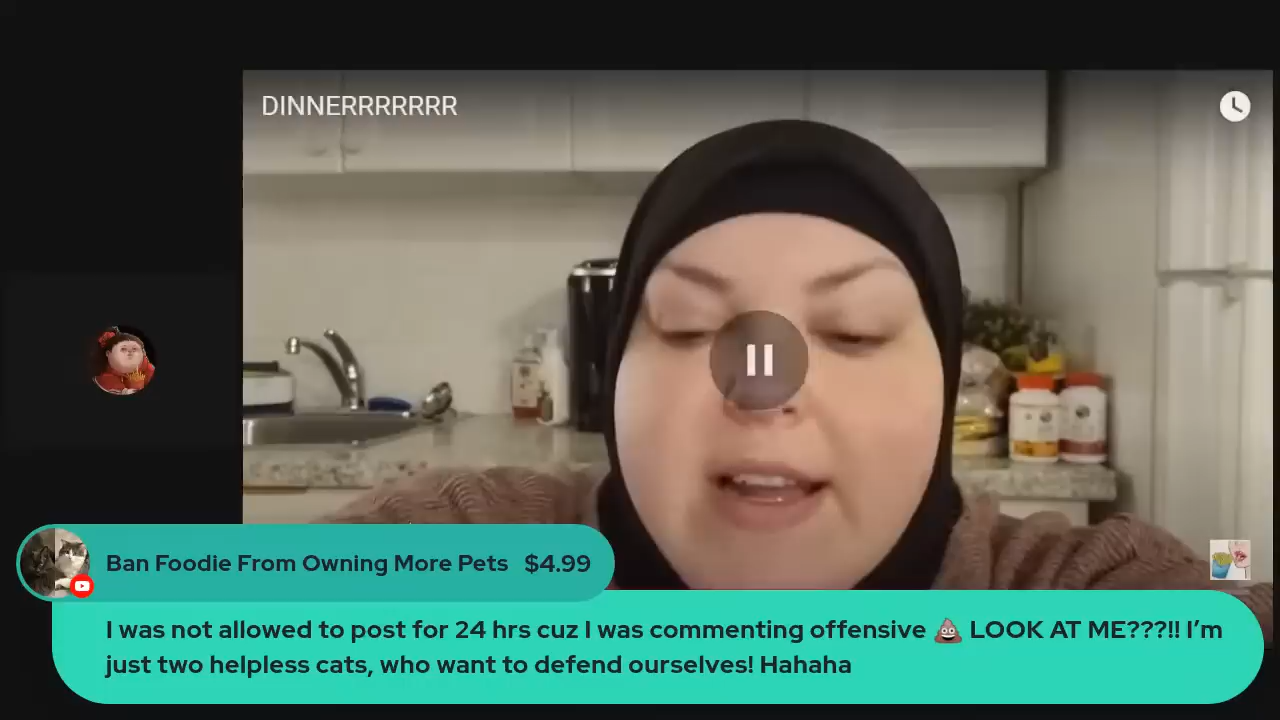 DINNERRRRRRR
Ban Foodie From Owning More Pets $4.99
I was not allowed to post for 24 hrs cuz I was commenting offensive 💩 LOOK AT ME???!! I’m
just two helpless cats, who want to defend ourselves! Hahaha